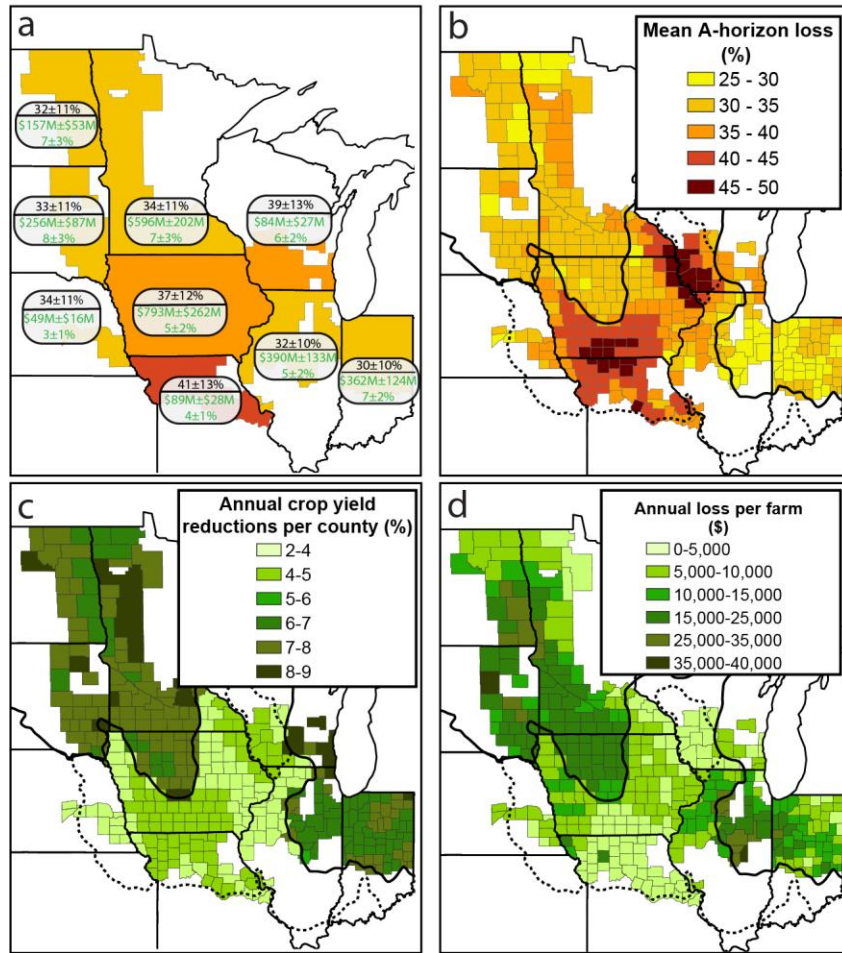 a
32±11%
$157M±$53M
7±3%
33±11%
$256M±$87M
8±3%
34±11%
$596M±202M
7±3%
39±13%
$84M±$27M
6±2%
34±11%
$49M±$16M
3±1%
37±12%
$793M±$262M
5±2%
32±10%
$390M±133M
5±2%
30±10%
$362M±124M
7±2%
41±13%
$89M±$28M
4±1%
b
Mean A-horizon loss
(%)
25 - 30
30 - 35
35 - 40
40 - 45
45 - 50
c
Annual crop yield
reductions per county (%)
2-4
4-5
5-6
6-7
7-8
8-9
d
Annual loss per farm
($)
0-5,000
5,000-10,000
10,000-15,000
15,000-25,000
25,000-35,000
35,000-40,000